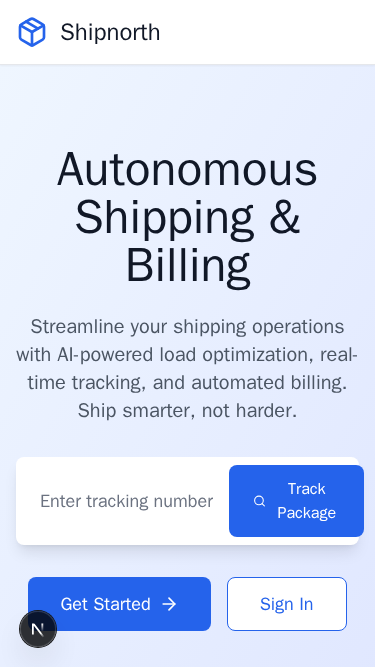 Shipnorth
Autonomous
Shipping &
Billing
Streamline your shipping operations
with AI-powered load optimization, real-
time tracking, and automated billing.
Ship smarter, not harder.
Enter tracking number
Track
Package
Get Started
Sign In
N